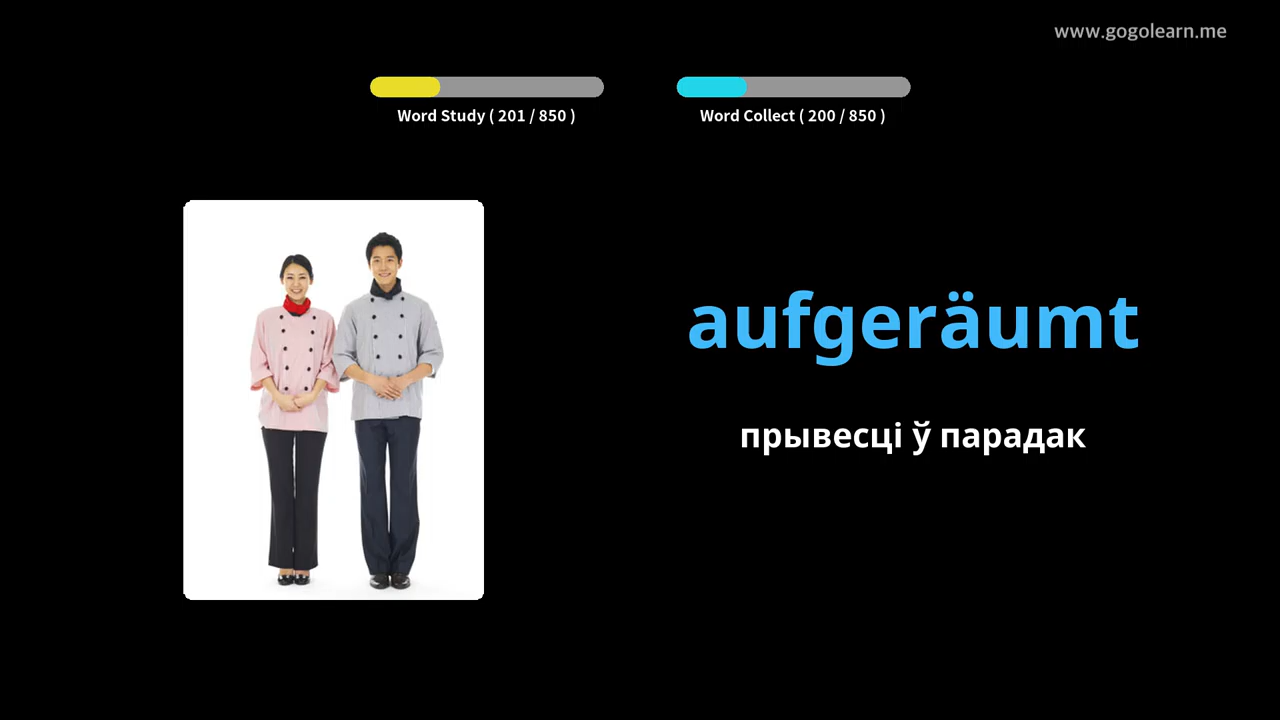 www.gogolearn.me
Word Study ( 201 / 850 )
Word Collect ( 200 / 850 )
aufgeräumt
прывесці ў парадак